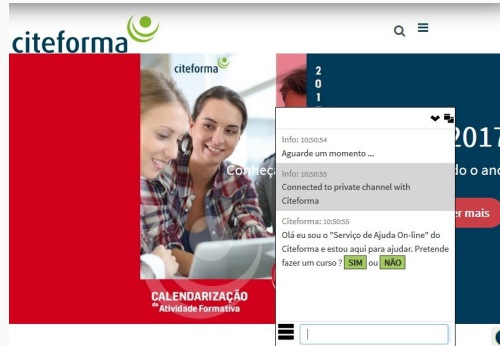 citeforma
citeforma
2
0
1
2017
do o ano
er mais
CALENDARIZAÇÃO
da Atividade Formativa
Info: 10:50:54
Aguarde um momento ...
Info: 10:50:55
Connected to private channel with
Citeforma
Citeforma: 10:50:55
Olá eu sou o "Serviço de Ajuda On-line" do
Citeforma e estou aqui para ajudar. Pretende
fazer um curso ? SIM ou NÃO